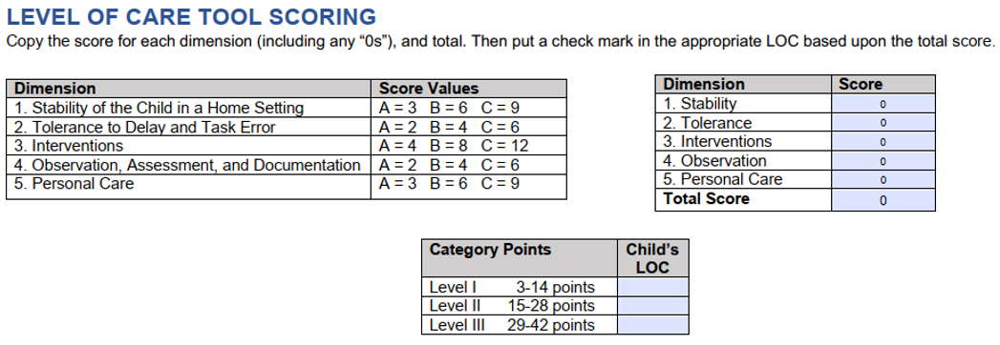 LEVEL OF CARE TOOL SCORING
Copy the score for each dimension (including any “0s”), and total. Then put a check mark in the appropriate LOC based upon the total score.
Dimension Score Values
1. Stability of the Child in a Home Setting A = 3 B = 6 C = 9
2. Tolerance to Delay and Task Error A = 2 B = 4 C = 6
3. Interventions A = 4 B = 8 C = 12
4. Observation, Assessment, and Documentation A = 2 B = 4 C = 6
5. Personal Care A = 3 B = 6 C = 9
Dimension Score
1. Stability 0
2. Tolerance 0
3. Interventions 0
4. Observation 0
5. Personal Care 0
Total Score 0
Category Points Child’s
LOC
Level I 3-14 points
Level II 15-28 points
Level III 29-42 points